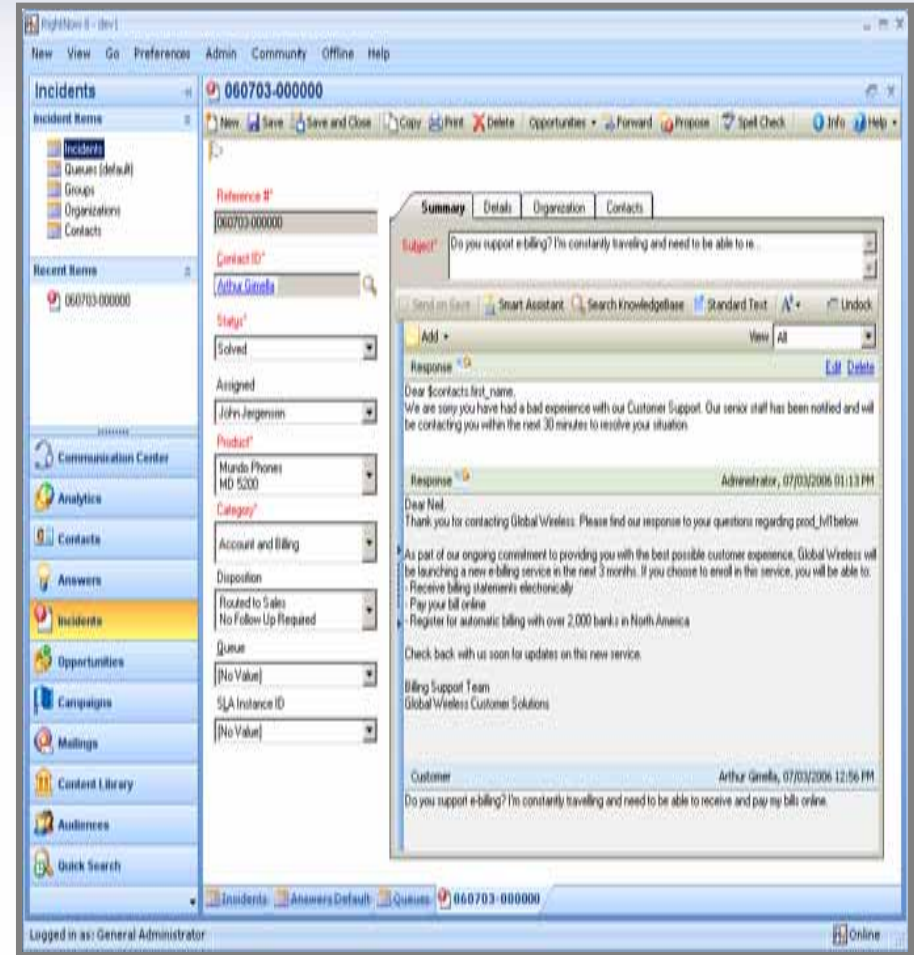 RightNow 8 - dev1
New View Go Preferences Admin Community Offline Help
Incidents
Incident Items
Incidents
Queues (default)
Groups
Organizations
Contacts
Recent Items
060703-000000
Communication Center
Analytics
Contacts
Answers
Incidents
Opportunities
Campaigns
Mailings
Content Library
Audiences
Quick Search
060703-000000
New Save Save and Close Copy Print Delete Opportunities Forward Propose Spell Check Info Help
Reference #*
060703-000000
Contact ID*
Arthur Gimella
Status*
Solved
Assigned
John Jergensen
Product*
Mundo Phones
MD 5200
Category*
Account and Billing
Disposition
Routed to Sales
No Follow Up Required
Queue
[No Value]
SLA Instance ID
[No Value]
Summary Details Organization Contacts
Subject* Do you support e-billing? I'm constantly traveling and need to be able to re...
Send on Save Smart Assistant Search KnowledgeBase Standard Text A Undock
Add View All
Response Edit Delete
Dear $contacts.first_name,
We are sorry you have had a bad experience with our Customer Support. Our senior staff has been notified and will
be contacting you within the next 30 minutes to resolve your situation.
Response Administrator, 07/03/2006 01:13 PM
Dear Neil,
Thank you for contacting Global Wireless. Please find our response to your questions regarding prod_lvl1below.
As part of our ongoing commitment to providing you with the best possible customer experience, Global Wireless will
be launching a new e-billing service in the next 3 months. If you choose to enroll in this service, you will be able to:
- Receive billing statements electronically
- Pay your bill online
- Register for automatic billing with over 2,000 banks in North America
Check back with us soon for updates on this new service.
Billing Support Team
Global Wireless Customer Solutions
Customer Arthur Gimella, 07/03/2006 12:56 PM
Do you support e-billing? I'm constantly travelling and need to be able to receive and pay my bills online.
Incidents Answers Default Queues 060703-000000
Logged in as: General Administrator Online